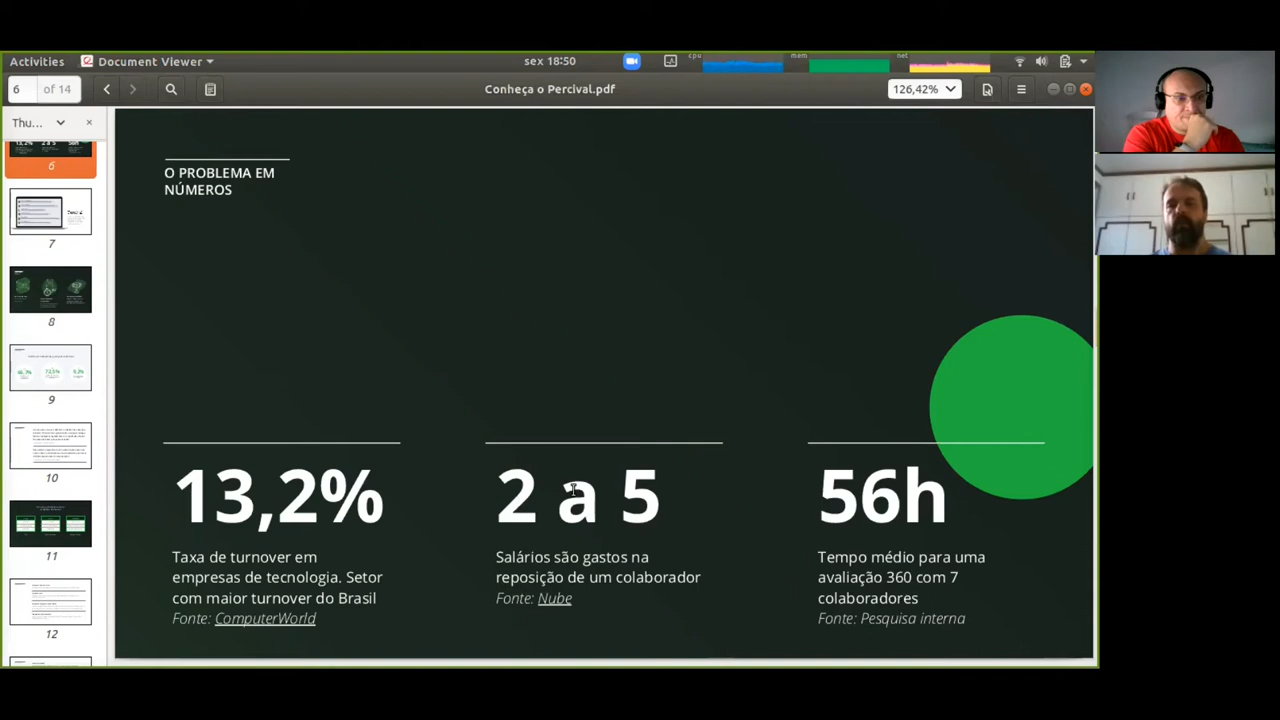 Activities
Document Viewer
sex 18:50
cpu
mem
net
6
of 14
Conheça o Percival.pdf
126,42%
Thu...
6
7
8
9
10
11
12
O PROBLEMA EM
NÚMEROS
13,2%
Taxa de turnover em
empresas de tecnologia. Setor
com maior turnover do Brasil
Fonte: ComputerWorld
2 a 5
Salários são gastos na
reposição de um colaborador
Fonte: Nube
56h
Tempo médio para uma
avaliação 360 com 7
colaboradores
Fonte: Pesquisa interna